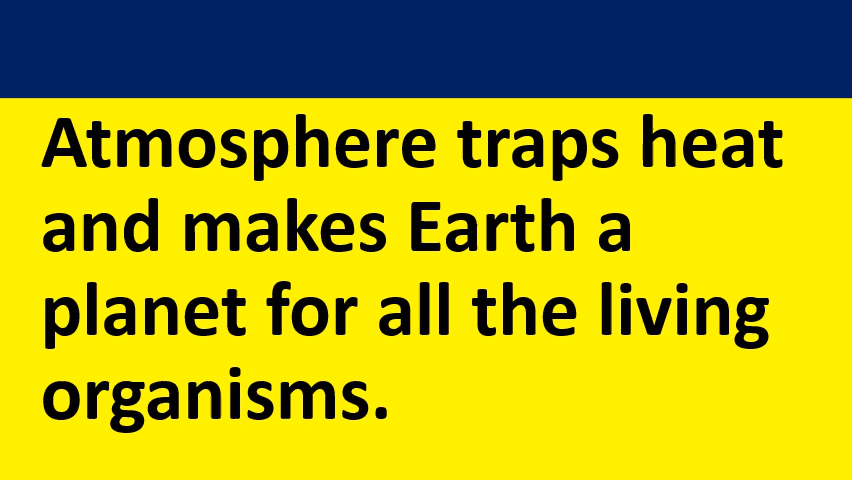 Atmosphere traps heat
and makes Earth a
planet for all the living
organisms.